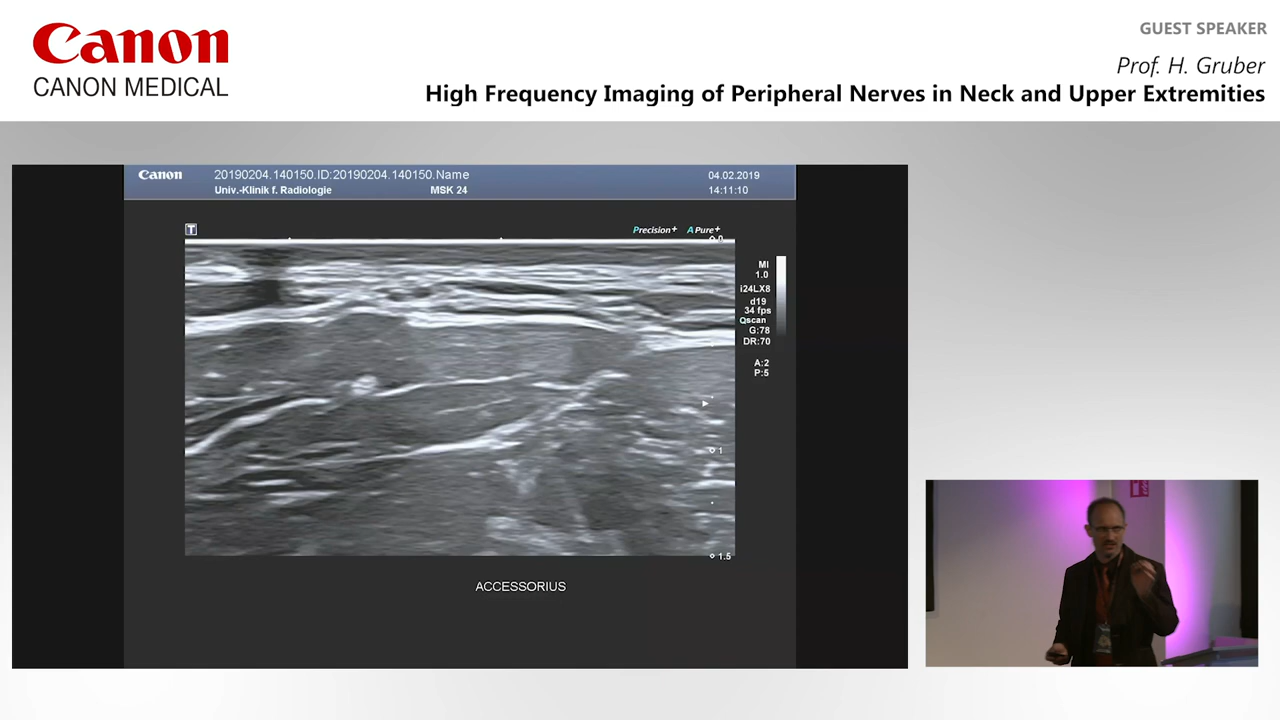 Canon
CANON MEDICAL
GUEST SPEAKER
Prof. H. Gruber
High Frequency Imaging of Peripheral Nerves in Neck and Upper Extremities
Canon 20190204.140150.ID:20190204.140150.Name 04.02.2019
Univ.-Klinik f. Radiologie MSK 24 14:11:10
T Precision+ A Pure+
0
MI
1.0
i24LX8
d19
34 fps
Qscan
G:78
DR:70
A:2
P:5
1
1.5
ACCESSORIUS